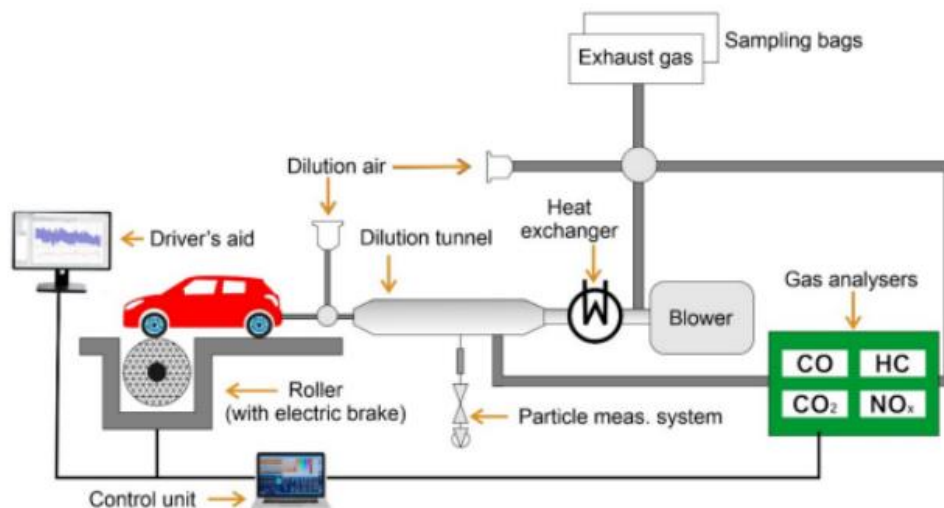 Sampling bags
Exhaust gas
Dilution air
Heat
exchanger
Driver's aid
Dilution tunnel
Gas analysers
Blower
CO
HC
CO₂
NOₓ
Roller
(with electric brake)
Particle meas. system
Control unit